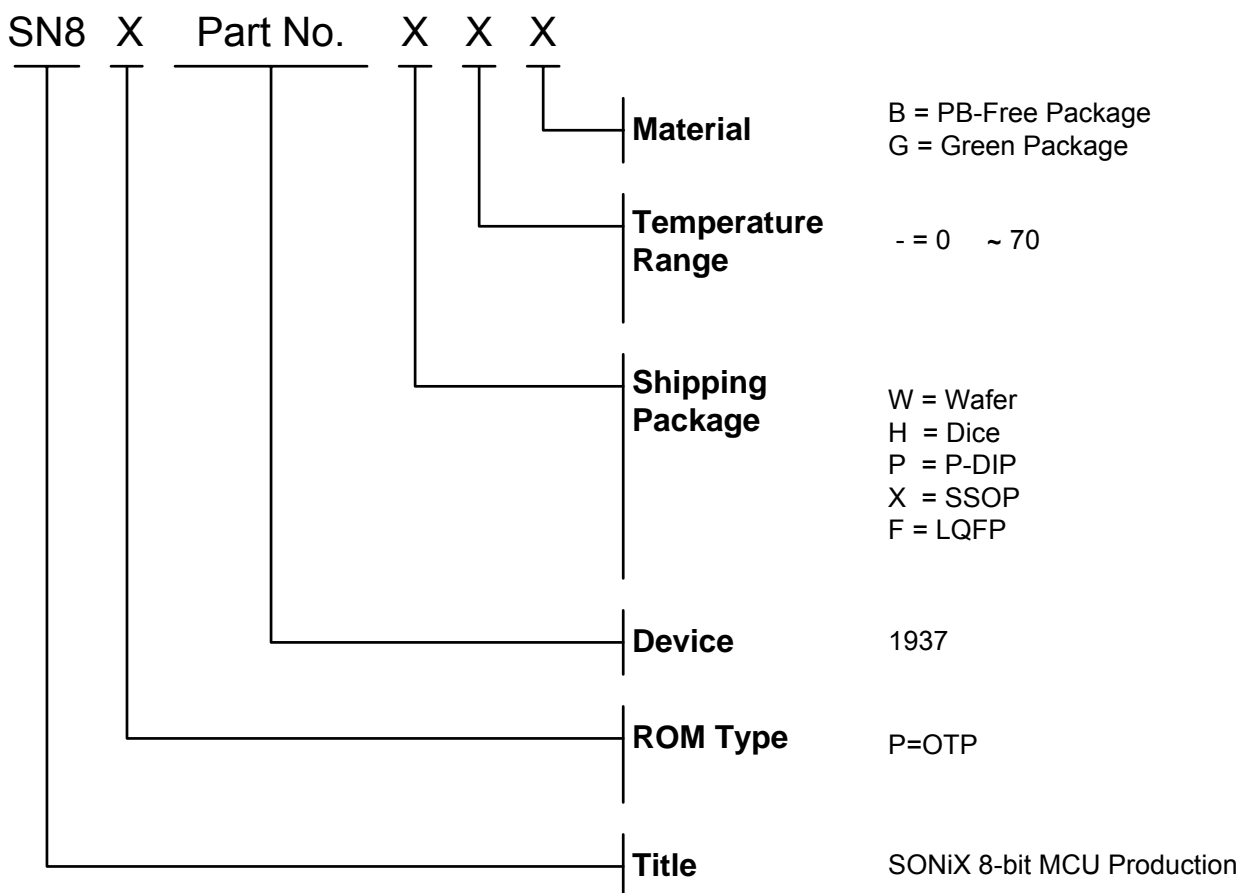 SN8 X Part No. X X X
Material
B = PB-Free Package
G = Green Package
Temperature
Range
- = 0 ~ 70
Shipping
Package
W = Wafer
H = Dice
P = P-DIP
X = SSOP
F = LQFP
Device
1937
ROM Type
P=OTP
Title
SONiX 8-bit MCU Production